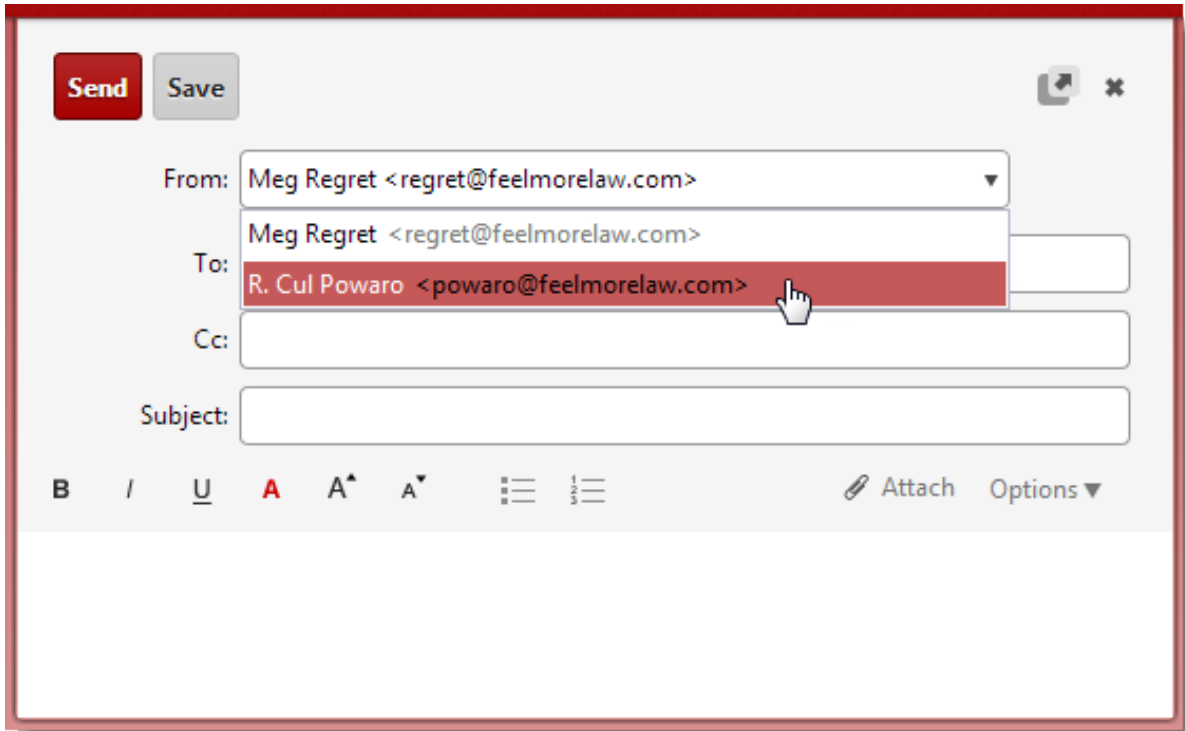 Send Save
From: Meg Regret <regret@feelmorelaw.com>
Meg Regret <regret@feelmorelaw.com>
To:
R. Cul Powaro <powaro@feelmorelaw.com>
Cc:
Subject:
B I U A A A Attach Options